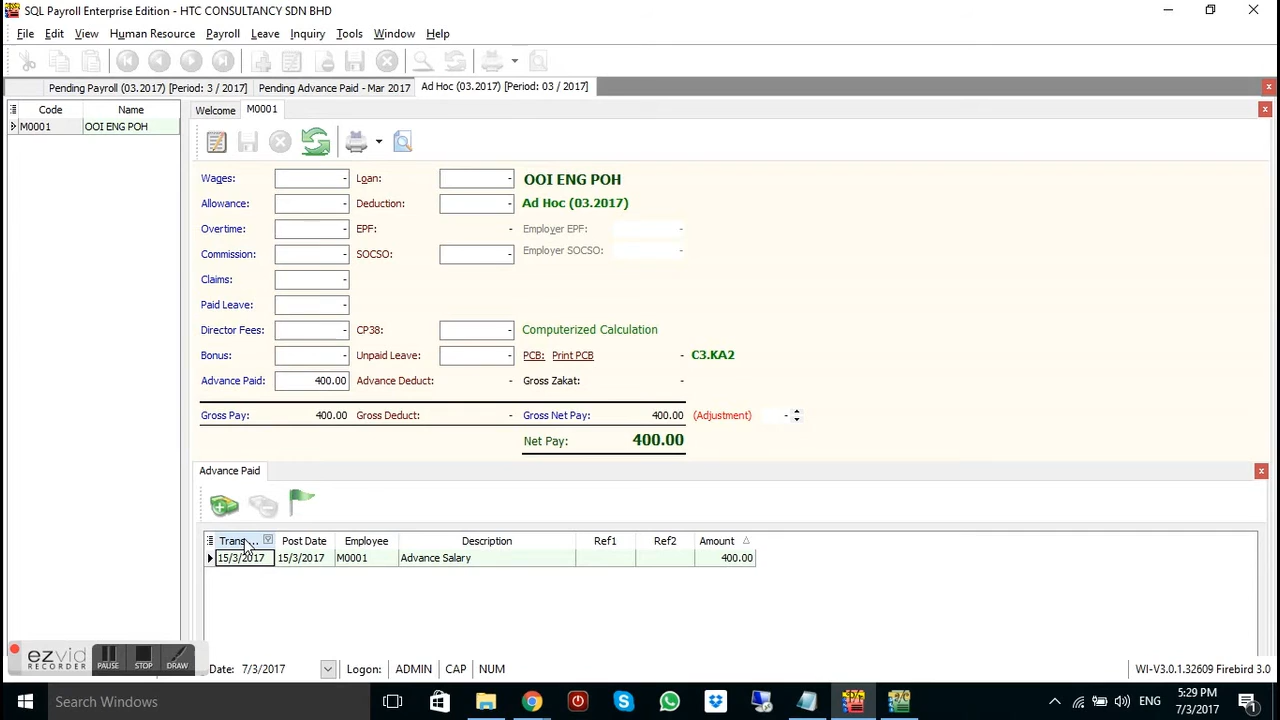 SQL Payroll Enterprise Edition - HTC CONSULTANCY SDN BHD
File Edit View Human Resource Payroll Leave Inquiry Tools Window Help
Pending Payroll (03.2017) [Period: 3 / 2017] Pending Advance Paid - Mar 2017 Ad Hoc (03.2017) [Period: 03 / 2017]
Code Name
M0001 OOI ENG POH
Welcome M0001
Wages: - Loan: - OOI ENG POH
Allowance: - Deduction: - Ad Hoc (03.2017)
Overtime: - EPF: - Employer EPF: -
Commission: - SOCSO: - Employer SOCSO: -
Claims: -
Paid Leave: -
Director Fees: - CP38: - Computerized Calculation
Bonus: - Unpaid Leave: - PCB: Print PCB - C3.KA2
Advance Paid: 400.00 Advance Deduct: - Gross Zakat: -
Gross Pay: 400.00 Gross Deduct: - Gross Net Pay: 400.00 (Adjustment) -
Net Pay: 400.00
Advance Paid
Trans... Post Date Employee Description Ref1 Ref2 Amount
15/3/2017 15/3/2017 M0001 Advance Salary 400.00
ezvid RECORDER PAUSE STOP DRAW
Date: 7/3/2017 Logon: ADMIN CAP NUM WI-V3.0.1.32609 Firebird 3.0
Search Windows
ENG 5:29 PM
7/3/2017 1